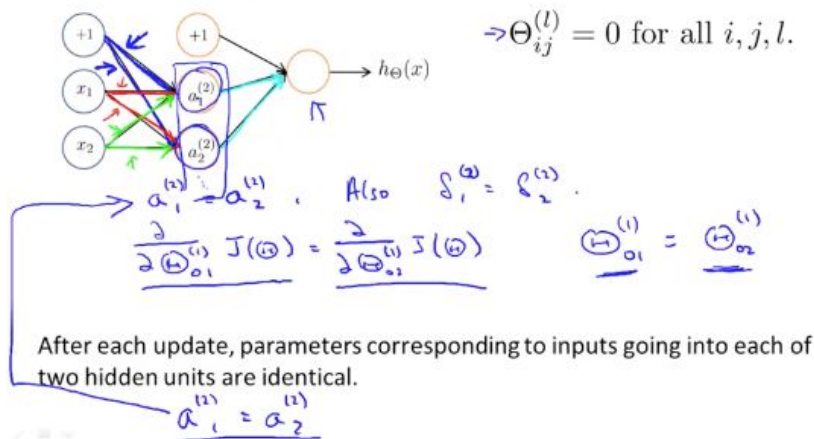 +1 +1 → Θᵢⱼ⁽ˡ⁾ = 0 for all i, j, l.
x₁ a₁⁽²⁾ → h_Θ(x)
x₂ a₂⁽²⁾
a₁⁽²⁾ = a₂⁽²⁾. Also δ₁⁽²⁾ = δ₂⁽²⁾.
∂/∂Θ₀₁⁽¹⁾ J(Θ) = ∂/∂Θ₀₂⁽¹⁾ J(Θ) Θ₀₁⁽¹⁾ = Θ₀₂⁽¹⁾
After each update, parameters corresponding to inputs going into each of
two hidden units are identical.
a₁⁽²⁾ = a₂⁽²⁾